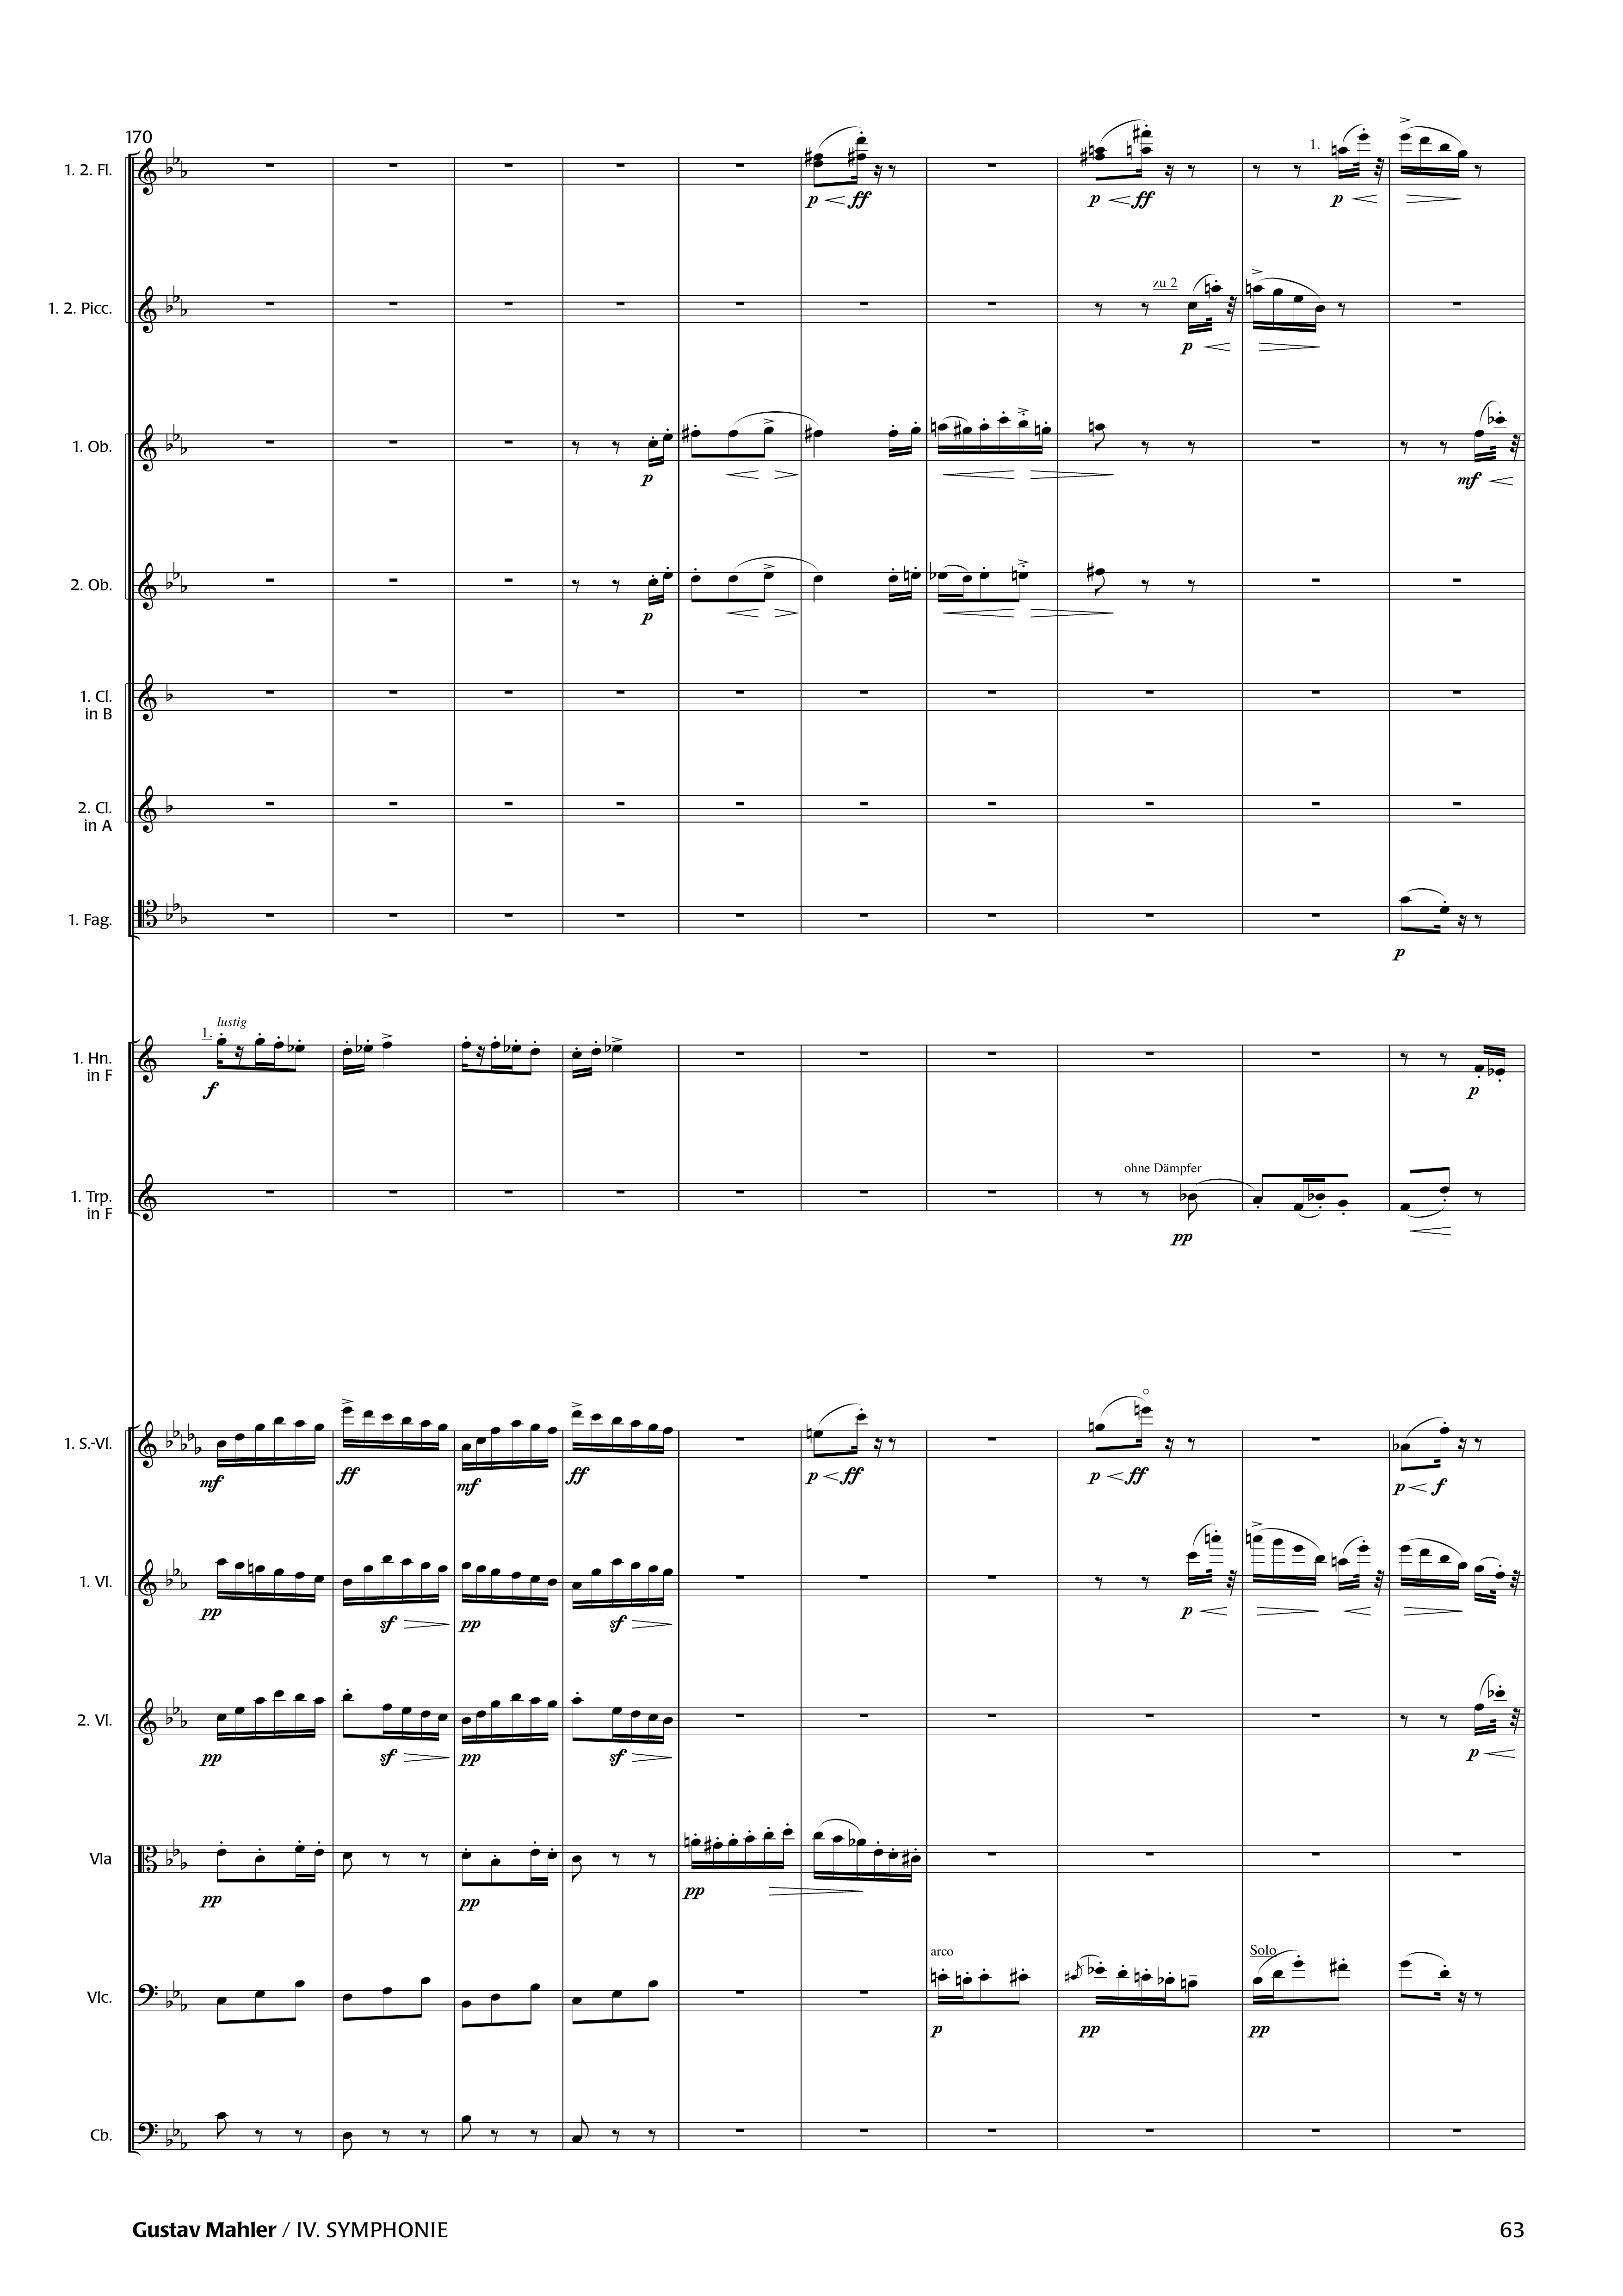 170
1. 2. Fl.
1.
p ff p ff p
1. 2. Picc.
zu 2
p
1. Ob.
p mf
2. Ob.
p
1. Cl.
in B
2. Cl.
in A
1. Fag.
p
lustig
1.
1. Hn.
in F
f p
ohne Dämpfer
1. Trp.
in F
pp
1. S.-Vl.
mf ff mf ff p ff p ff p f
1. Vl.
pp sf pp sf p
2. Vl.
pp sf pp sf p
Vla
pp pp pp
arco Solo
Vlc.
p pp pp
Cb.
Gustav Mahler / IV. SYMPHONIE 63